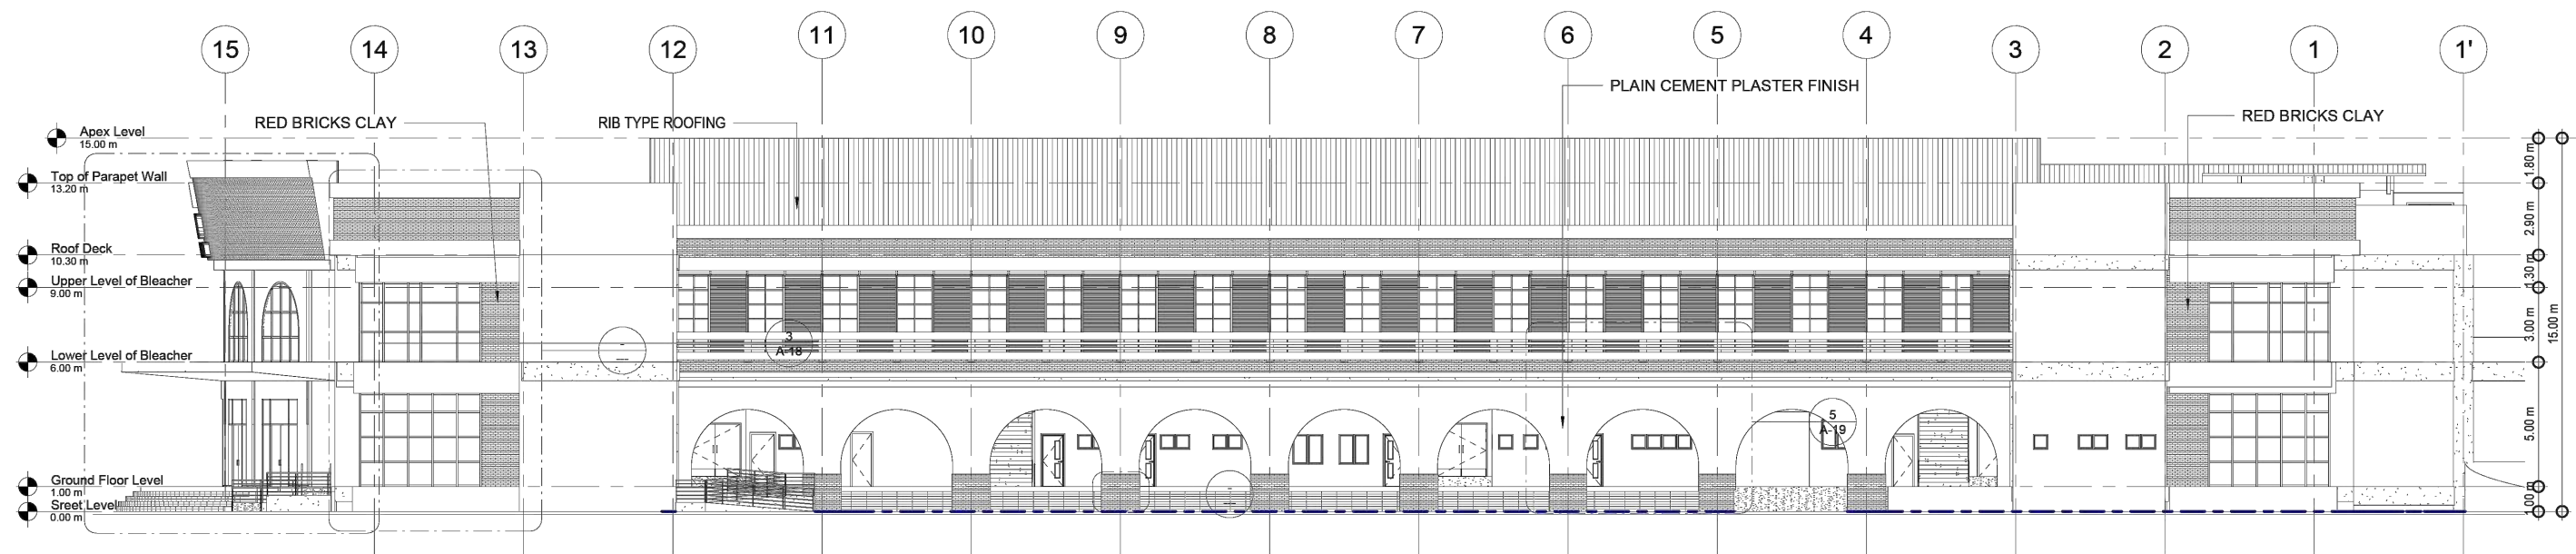 15
14
13
12
11
10
9
8
7
6
5
4
3
2
1
1'
PLAIN CEMENT PLASTER FINISH
RED BRICKS CLAY
RIB TYPE ROOFING
RED BRICKS CLAY
Apex Level
15.00 m
Top of Parapet Wall
13.20 m
Roof Deck
10.30 m
Upper Level of Bleacher
9.00 m
Lower Level of Bleacher
6.00 m
Ground Floor Level
1.00 m
Sreet Level
0.00 m
3
A-18
5
A-19
1.80 m
2.90 m
1.30 m
3.00 m
5.00 m
1.00 m
15.00 m